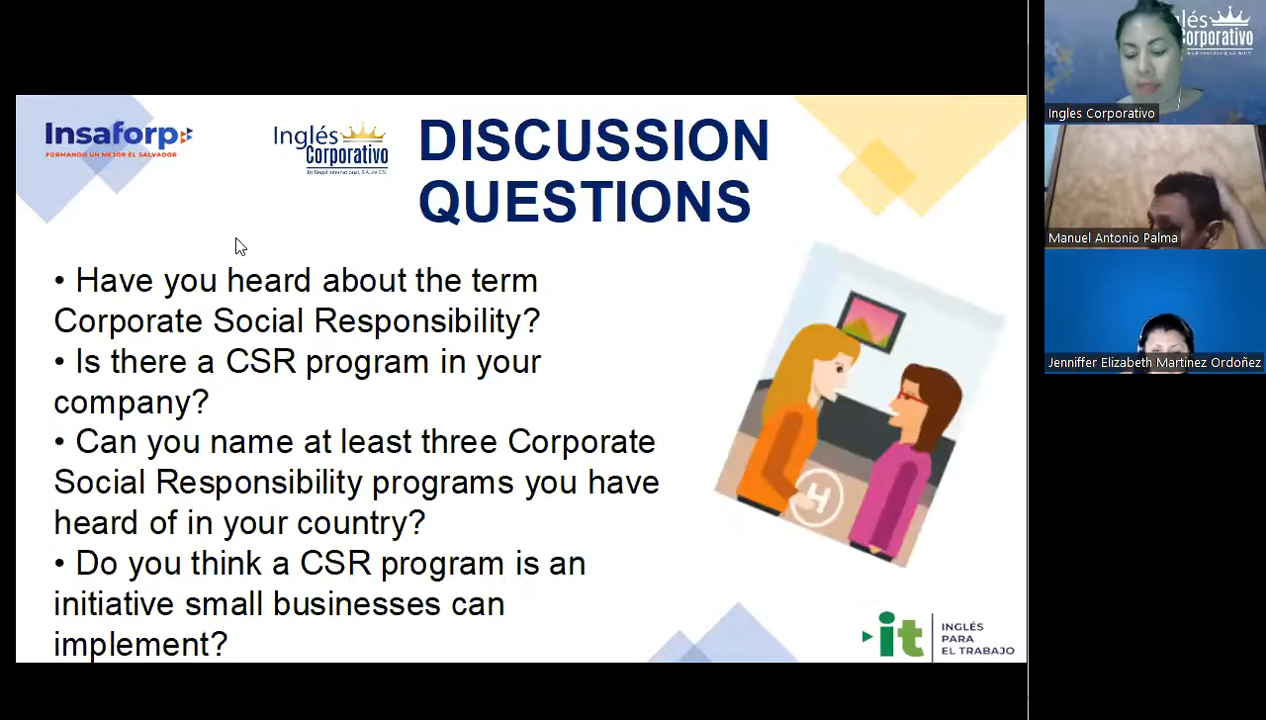 Insaforp
FORMANDO UN MEJOR EL SALVADOR
Inglés
Corporativo
DISCUSSION
QUESTIONS
• Have you heard about the term
Corporate Social Responsibility?
• Is there a CSR program in your
company?
• Can you name at least three Corporate
Social Responsibility programs you have
heard of in your country?
• Do you think a CSR program is an
initiative small businesses can
implement?
H
it
INGLÉS
PARA
EL TRABAJO
lés
Corporativo
Ingles Corporativo
Manuel Antonio Palma
Jenniffer Elizabeth Martinez Ordoñez